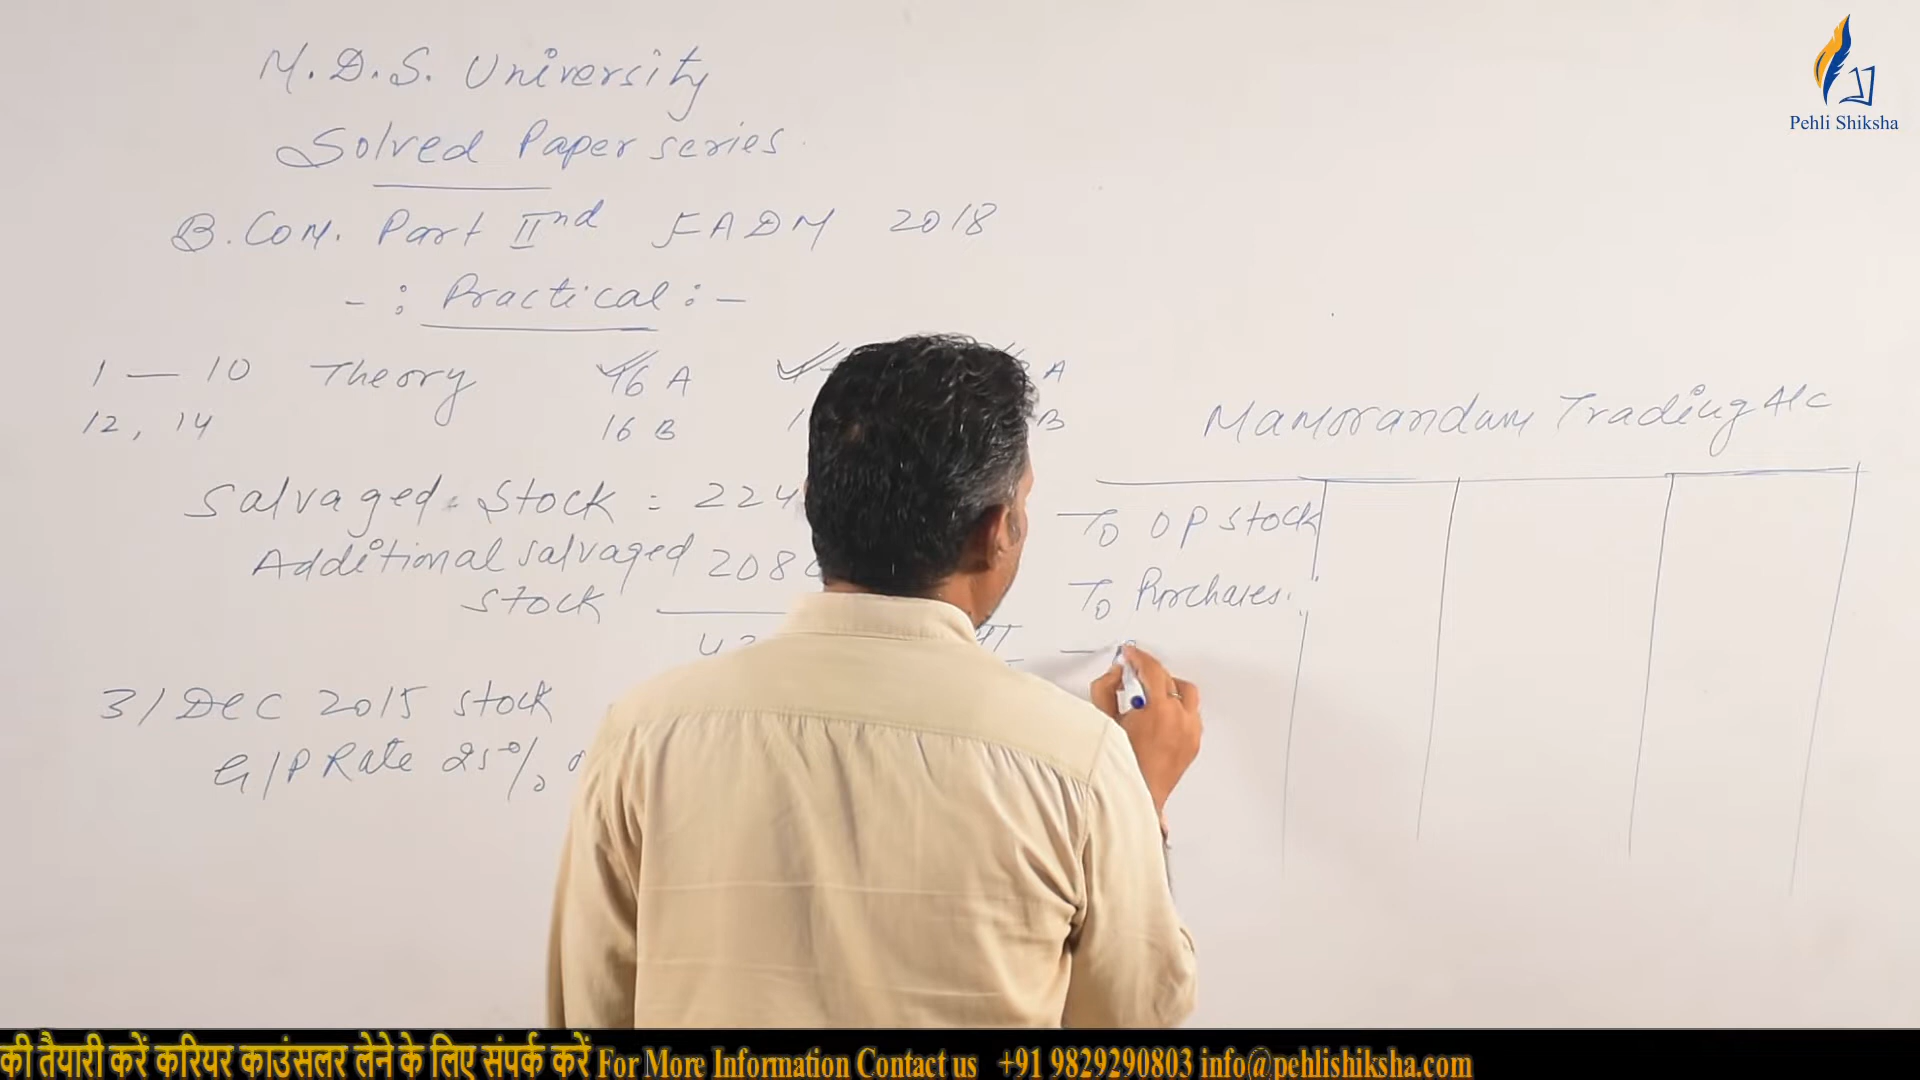 M.D.S. University
Solved Paper series
B.Com. Part IInd EADM 2018
-: Practical :-
1 — 10 Theory 16 A A
12, 14 16 B B
Salvaged Stock = 224
Additional salvaged 208
stock
31 Dec 2015 stock
G/P Rate 25%
Mamorandum Trading A/c
To OP stock
To Purchases.
Pehli Shiksha
की तैयारी करें करियर काउंसलर लेने के लिए संपर्क करें For More Information Contact us +91 9829290803 info@pehlishiksha.com